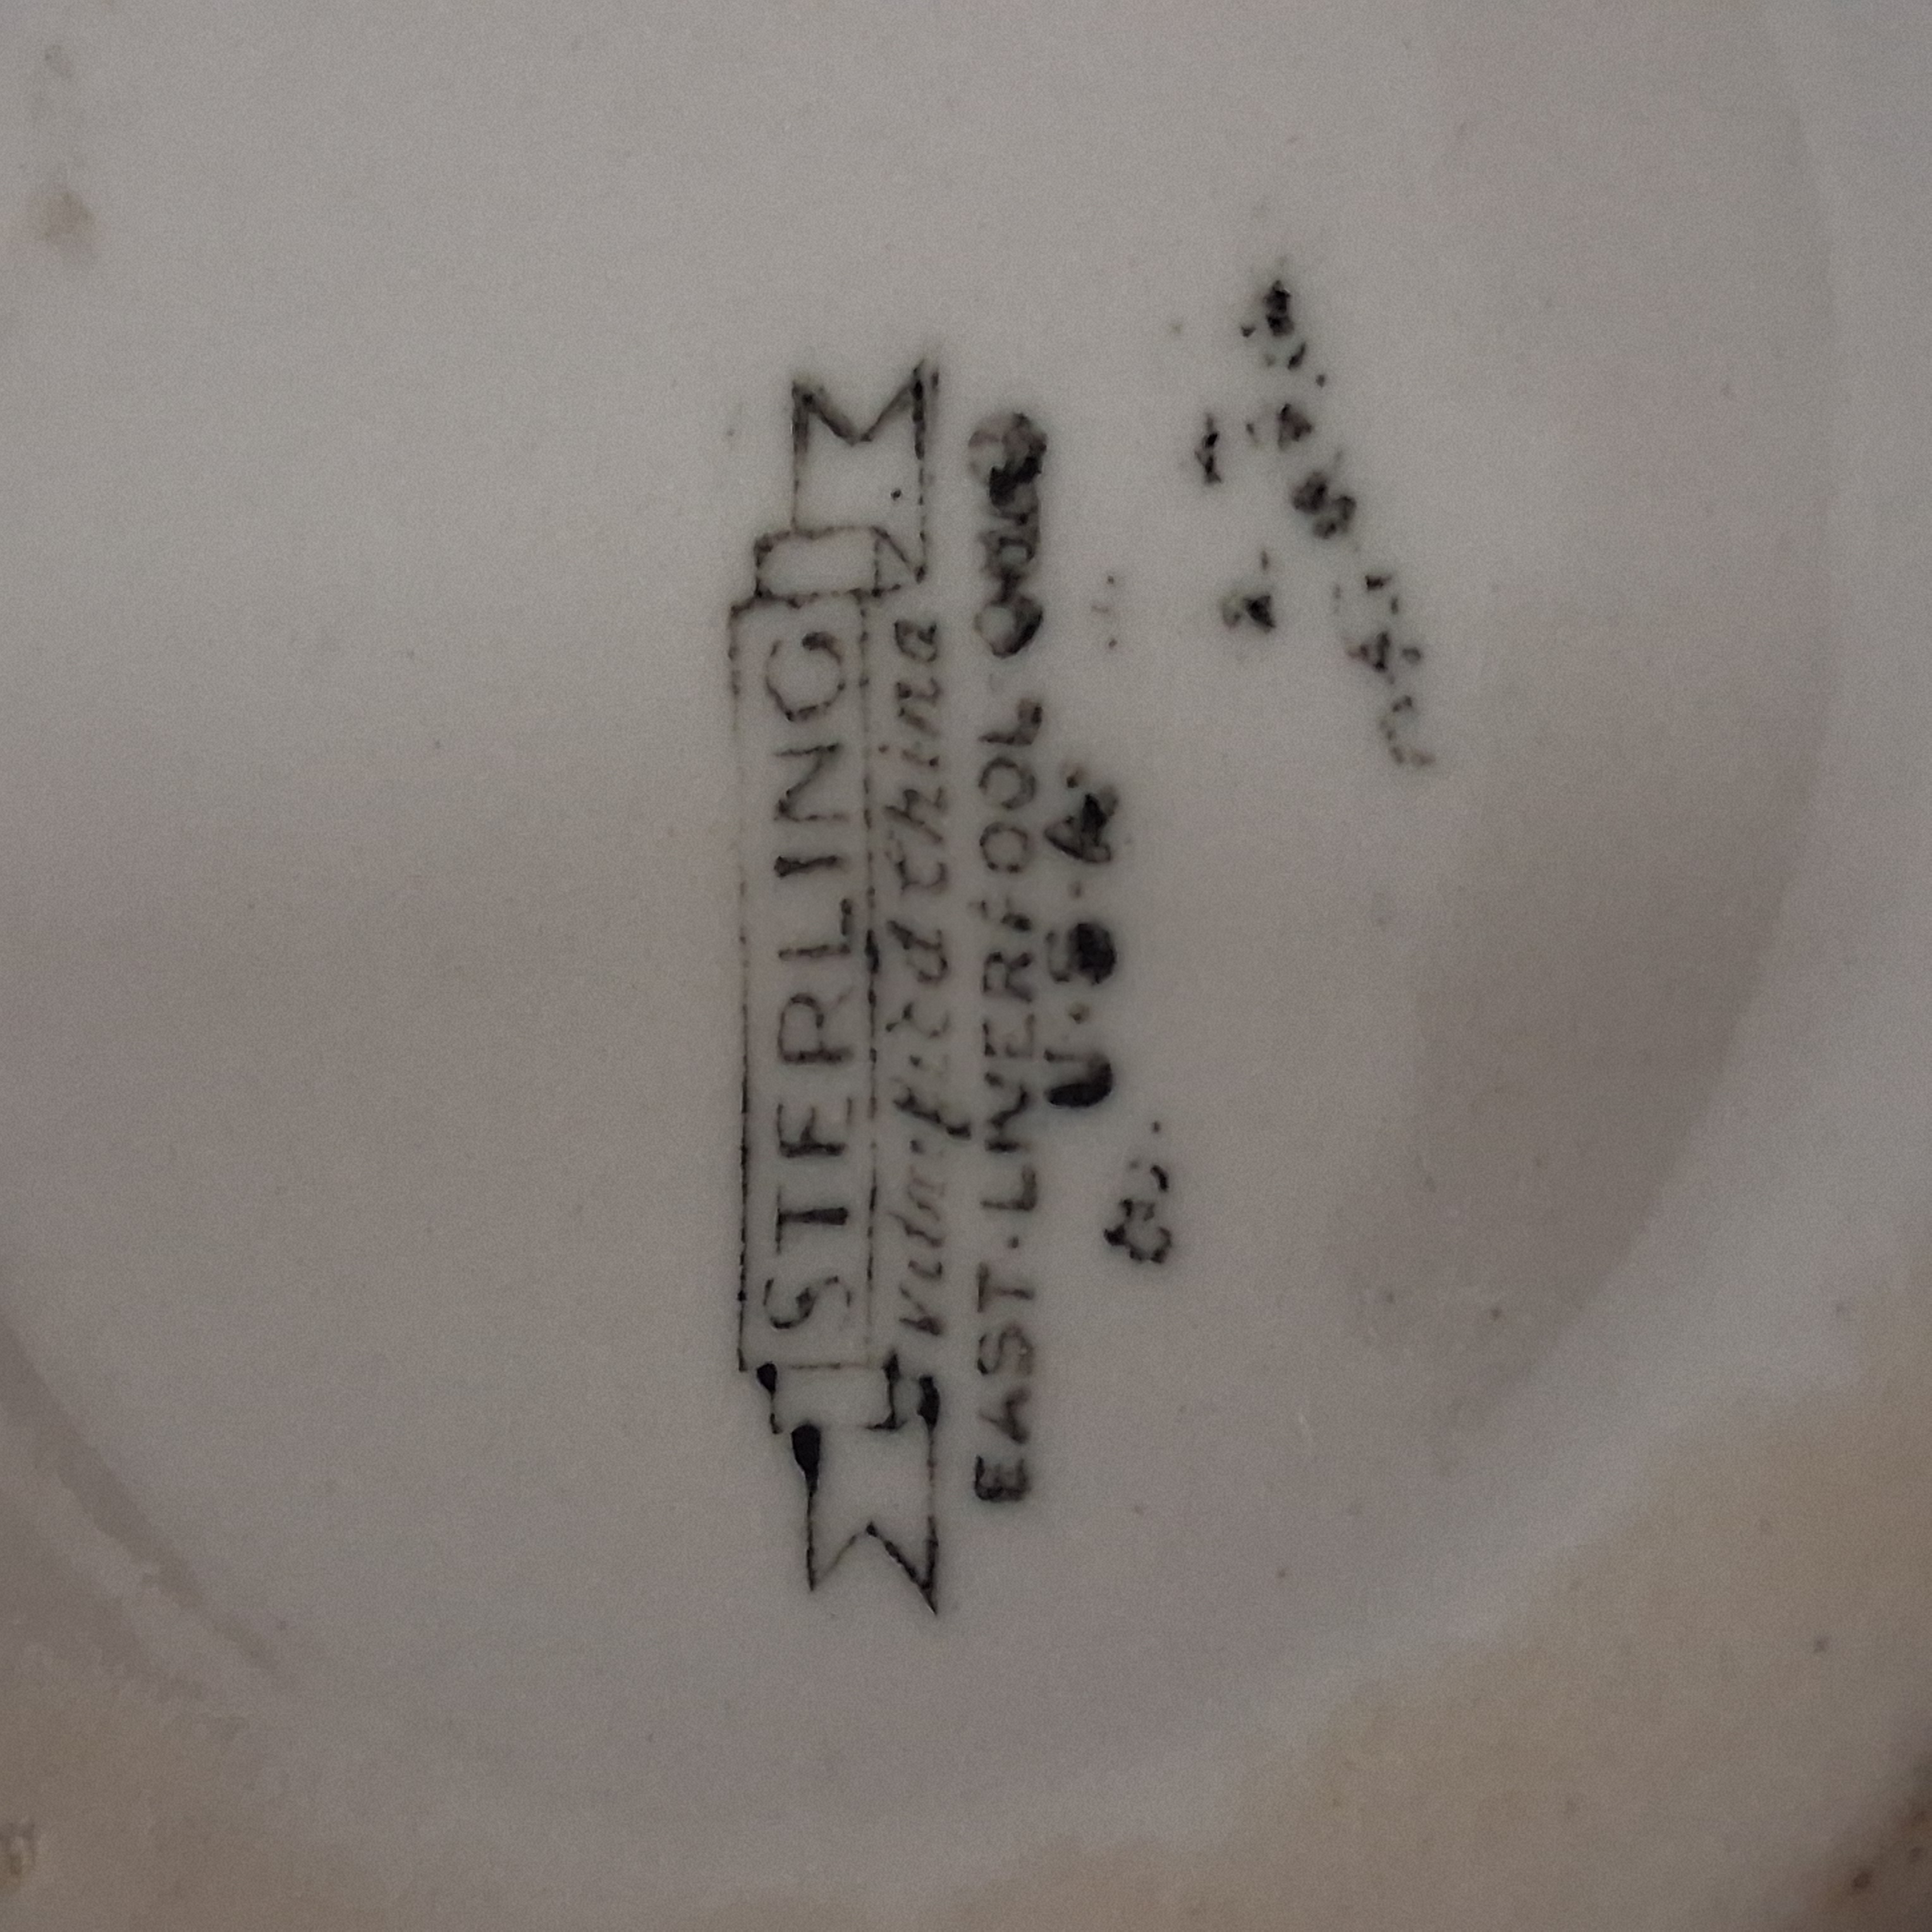 STERLING
Vitrified China
EAST LIVERPOOL OHIO
U.S.A.